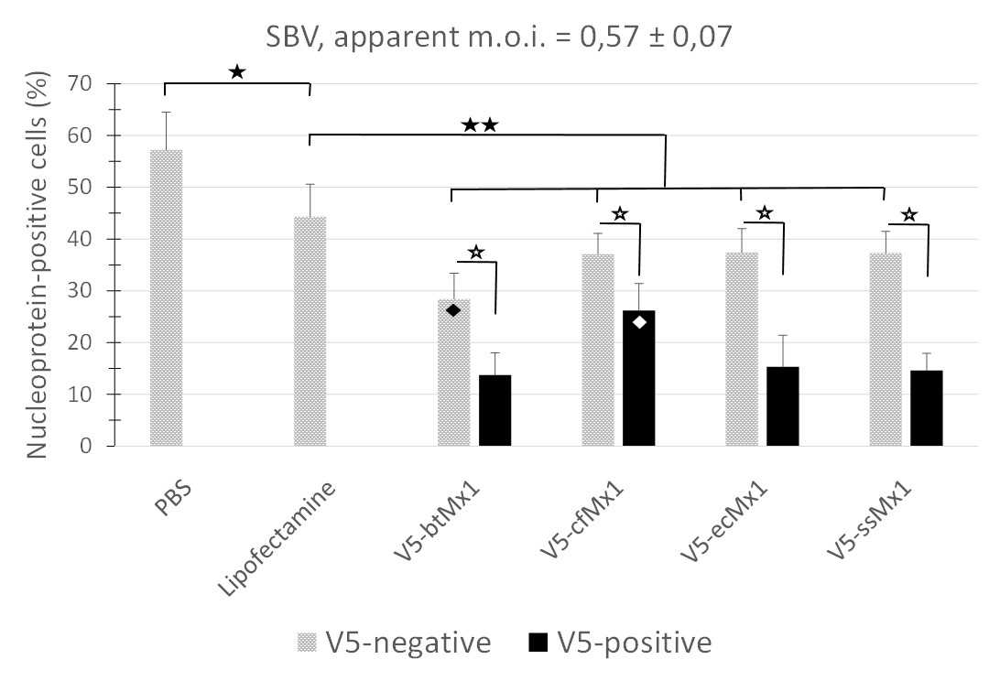 SBV, apparent m.o.i. = 0,57 ± 0,07
Nucleoprotein-positive cells (%)
70
60
50
40
30
20
10
0
PBS
Lipofectamine
V5-btMx1
V5-cfMx1
V5-ecMx1
V5-ssMx1
V5-negative
V5-positive